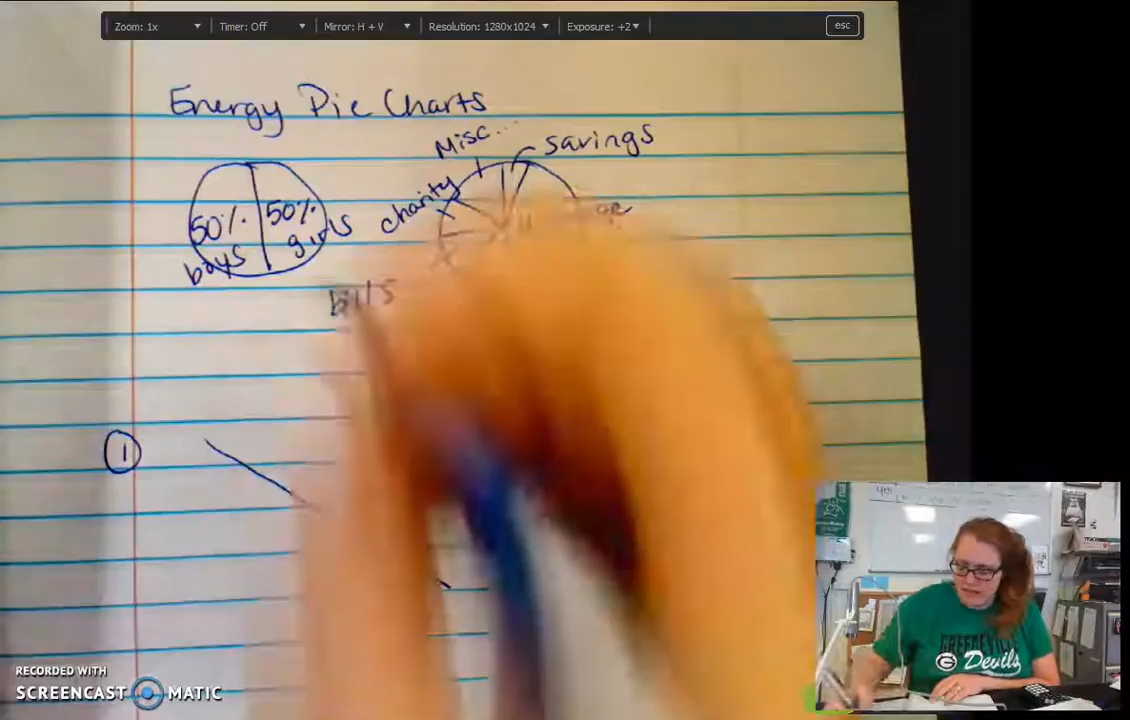 Zoom: 1x Timer: Off Mirror: H + V Resolution: 1280x1024 Exposure: +2 esc
Energy Pie Charts
Misc...
savings
charity
50% 50%
boys girls
bills
1
Devils
RECORDED WITH
SCREENCAST MATIC